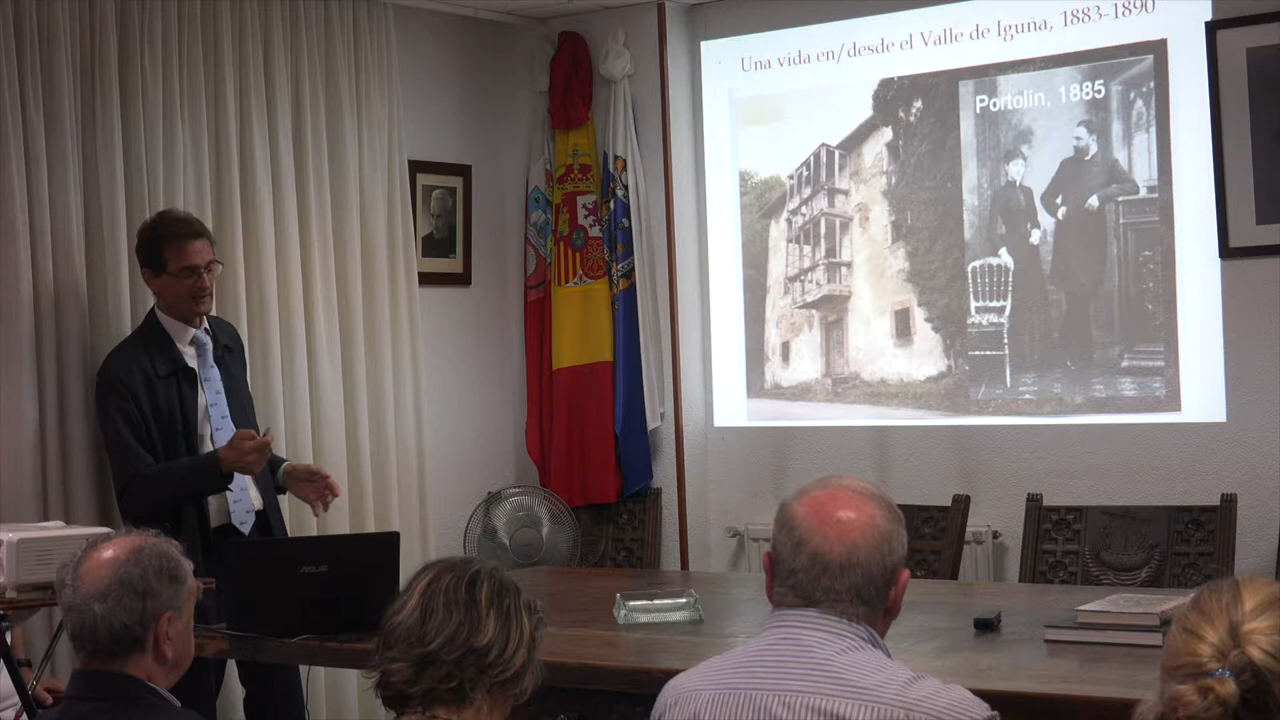 Una vida en/desde el Valle de Iguña, 1883-1890
Portolín, 1885
ASUS